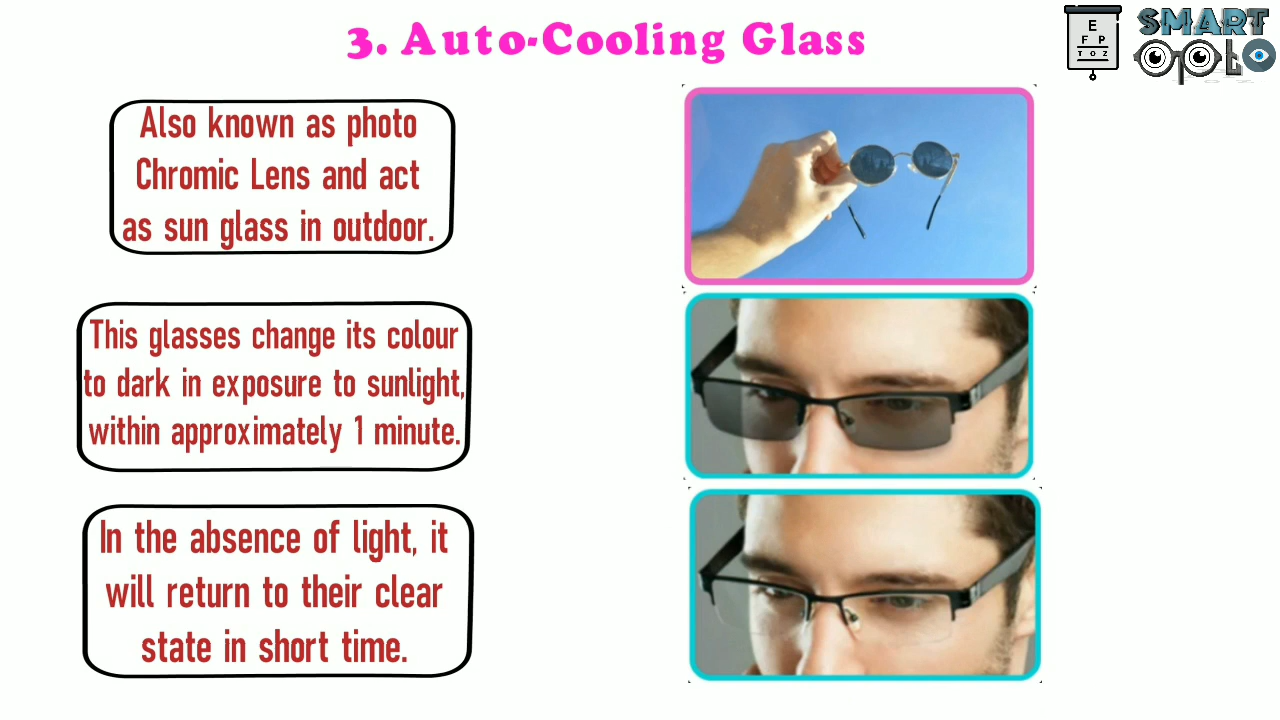 3. Auto-Cooling Glass
E
F P
T O Z
SMART
opto
Also known as photo
Chromic Lens and act
as sun glass in outdoor.
This glasses change its colour
to dark in exposure to sunlight,
within approximately 1 minute.
In the absence of light, it
will return to their clear
state in short time.